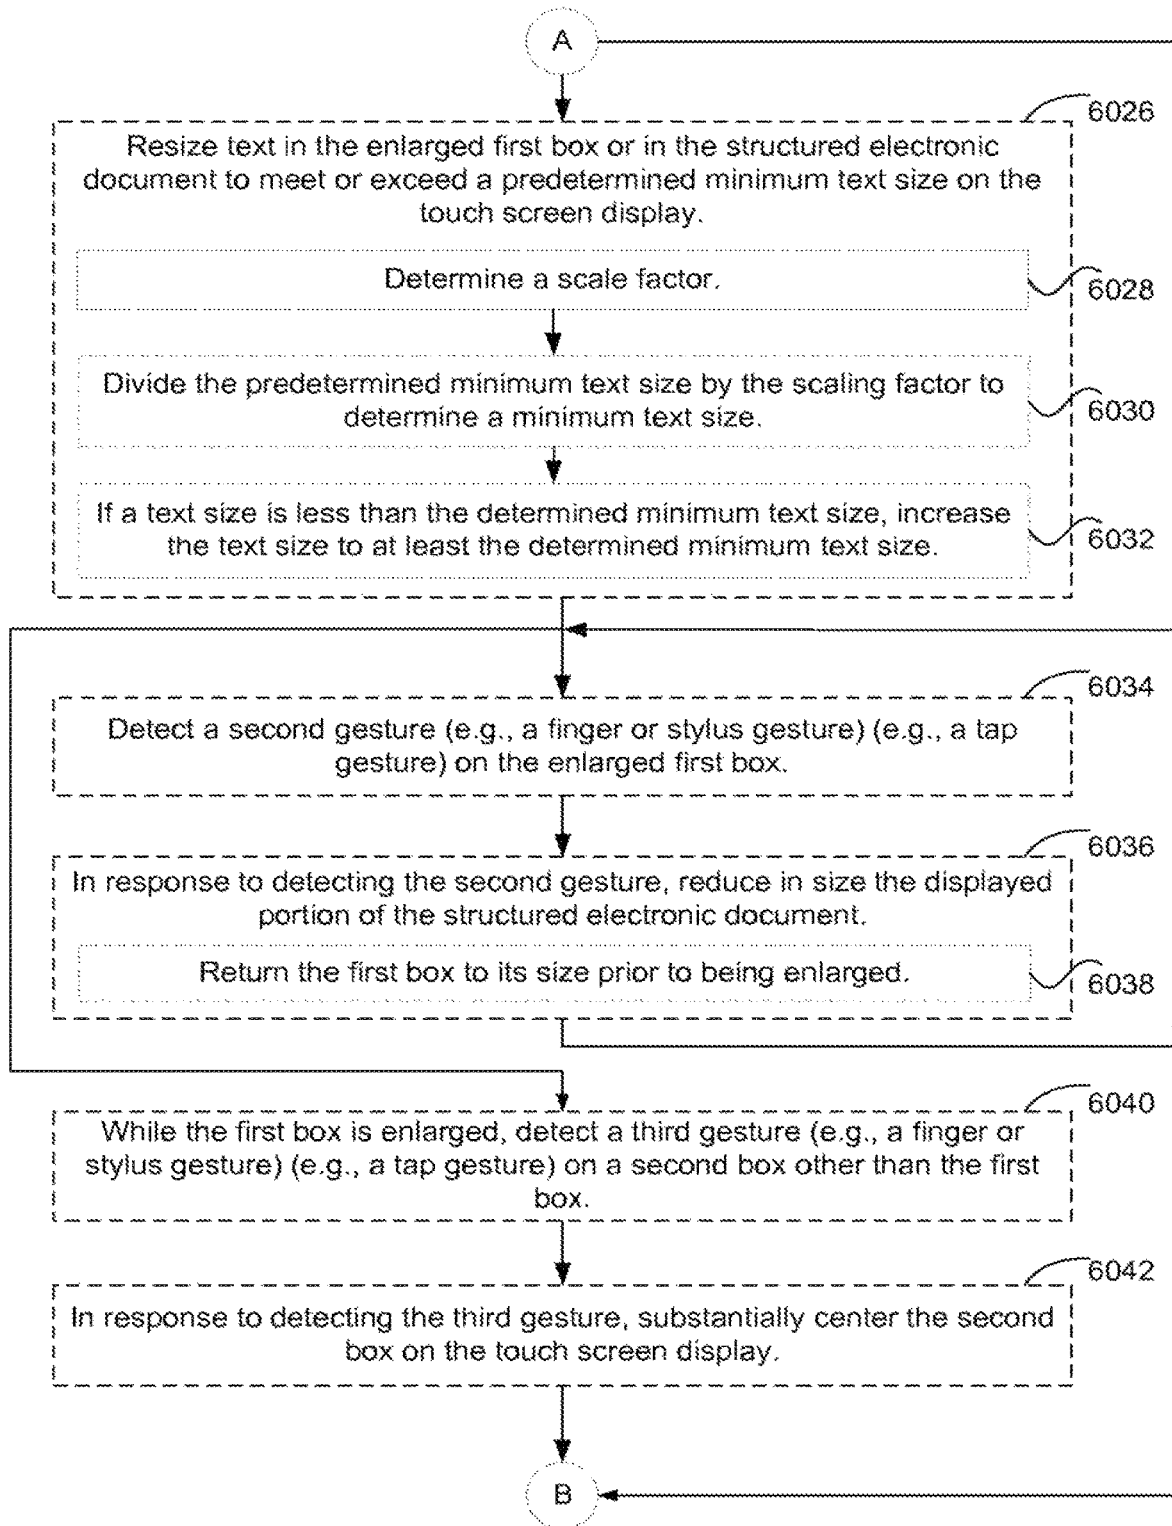 A
6026
Resize text in the enlarged first box or in the structured electronic
document to meet or exceed a predetermined minimum text size on the
touch screen display.
Determine a scale factor.
6028
Divide the predetermined minimum text size by the scaling factor to
determine a minimum text size.
6030
If a text size is less than the determined minimum text size, increase
the text size to at least the determined minimum text size.
6032
6034
Detect a second gesture (e.g., a finger or stylus gesture) (e.g., a tap
gesture) on the enlarged first box.
6036
In response to detecting the second gesture, reduce in size the displayed
portion of the structured electronic document.
Return the first box to its size prior to being enlarged.
6038
6040
While the first box is enlarged, detect a third gesture (e.g., a finger or
stylus gesture) (e.g., a tap gesture) on a second box other than the first
box.
6042
In response to detecting the third gesture, substantially center the second
box on the touch screen display.
B